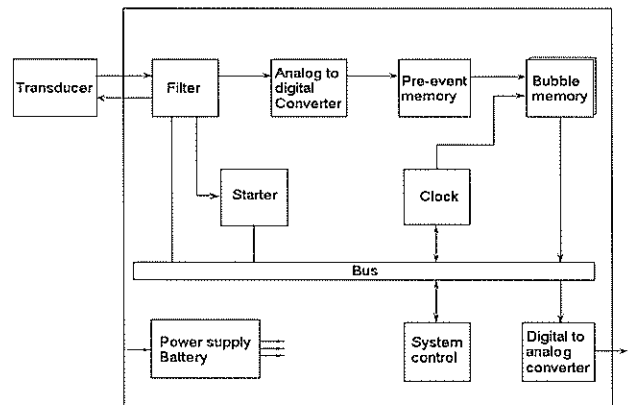 Transducer
Filter
Analog to
digital
Converter
Pre-event
memory
Bubble
memory
Starter
Clock
Bus
Power supply
Battery
System
control
Digital to
analog
converter